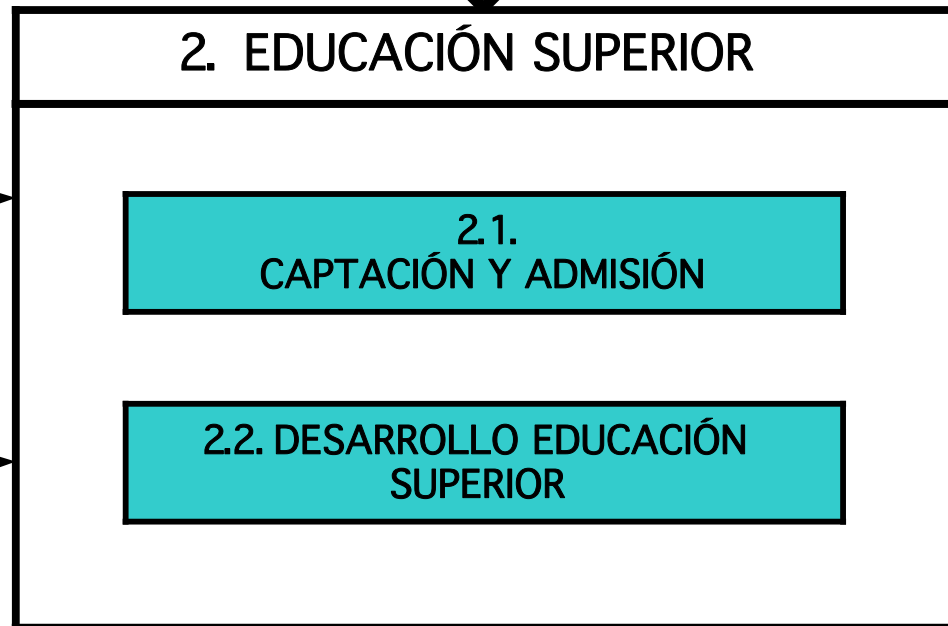 2. EDUCACIÓN SUPERIOR
2.1.
CAPTACIÓN Y ADMISIÓN
2.2. DESARROLLO EDUCACIÓN
SUPERIOR